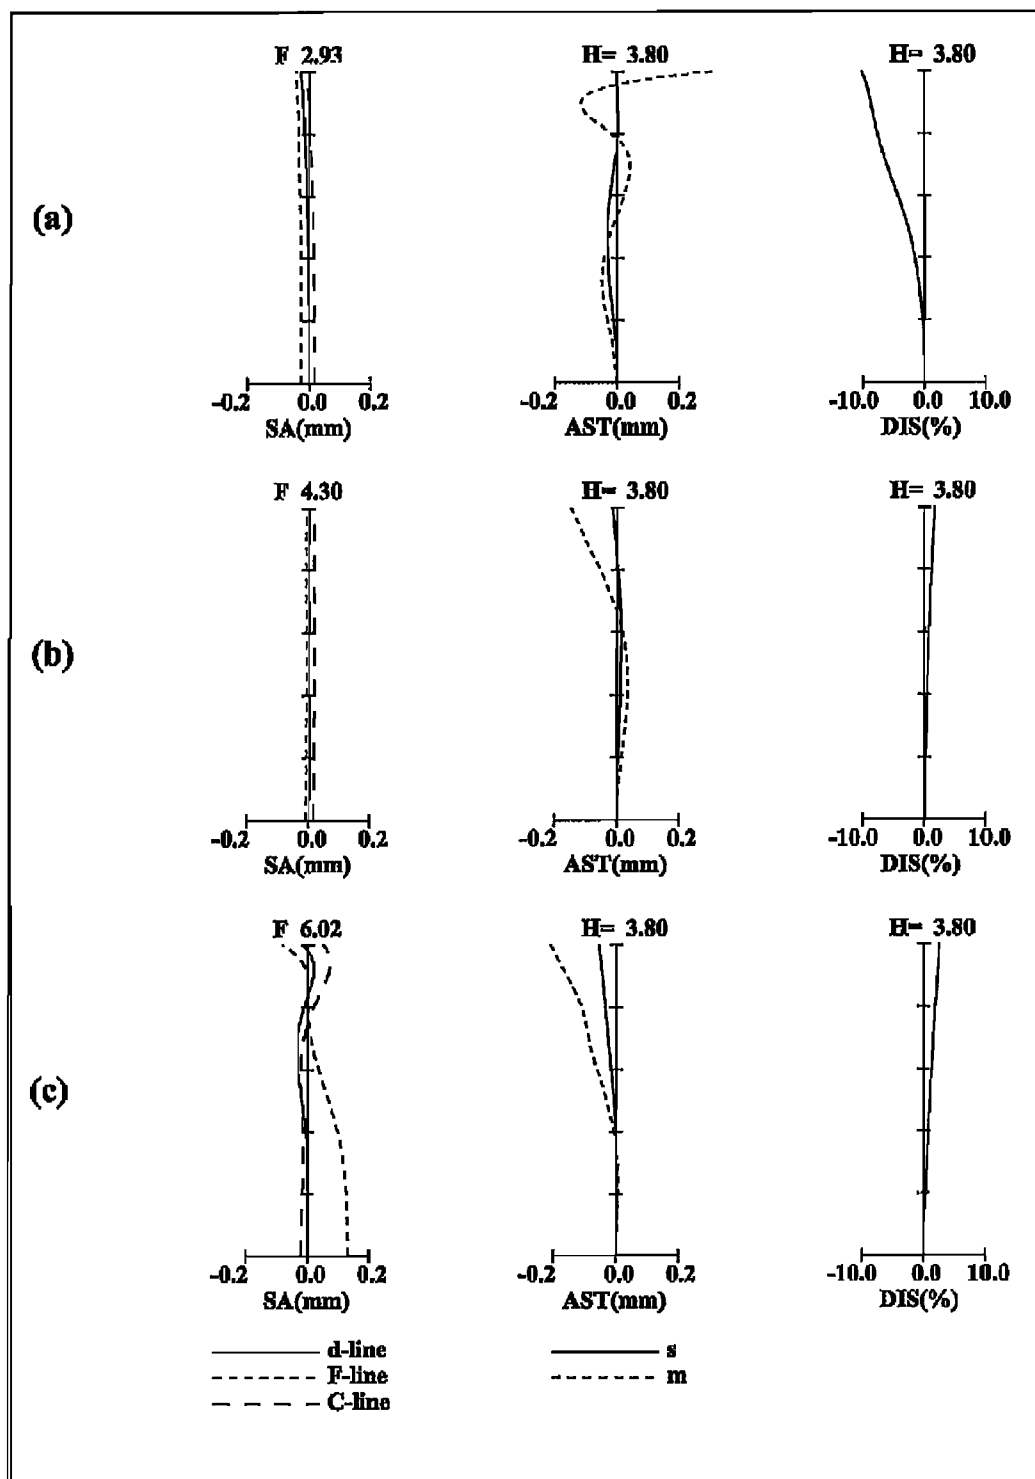 F 2.93 H= 3.80 H= 3.80
(a)
-0.2 0.0 0.2 -0.2 0.0 0.2 -10.0 0.0 10.0
SA(mm) AST(mm) DIS(%)
F 4.30 H= 3.80 H= 3.80
(b)
-0.2 0.0 0.2 -0.2 0.0 0.2 -10.0 0.0 10.0
SA(mm) AST(mm) DIS(%)
F 6.02 H= 3.80 H= 3.80
(c)
-0.2 0.0 0.2 -0.2 0.0 0.2 -10.0 0.0 10.0
SA(mm) AST(mm) DIS(%)
d-line s
F-line m
C-line